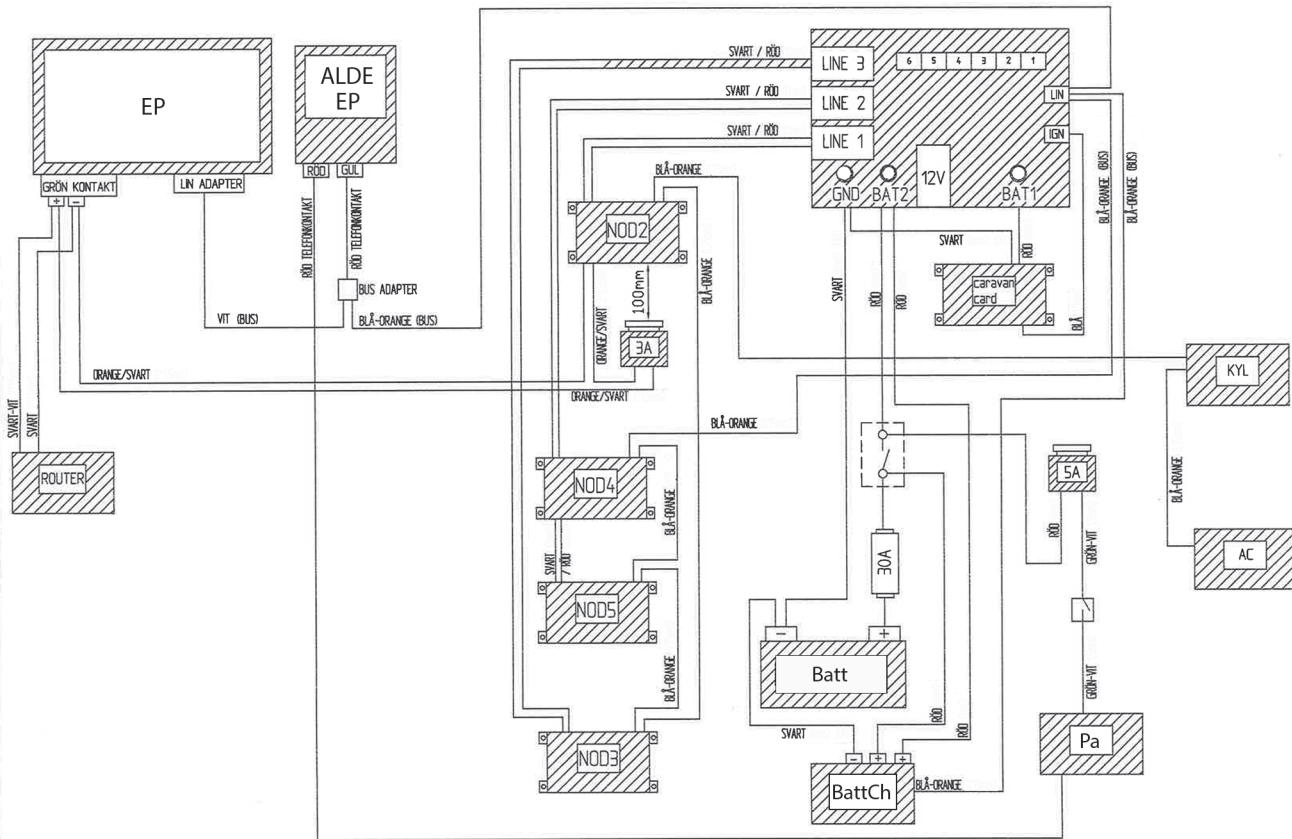 EP
ALDE
EP
RÖD
GUL
GRÖN KONTAKT
+
−
LIN ADAPTER
SVART / RÖD
SVART / RÖD
SVART / RÖD
LINE 3
LINE 2
LINE 1
6 5 4 3 2 1
LIN
IGN
GND
BAT2
12V
BAT1
BLÅ-ORANGE (BUS)
BLÅ-ORANGE (BUS)
BLÅ-ORANGE
NOD2
BLÅ-ORANGE
100mm
3A
ORANGE/SVART
ORANGE/SVART
ORANGE/SVART
RÖD TELEFONKONTAKT
RÖD TELEFONKONTAKT
BUS ADAPTER
VIT (BUS)
BLÅ-ORANGE (BUS)
SVART
RÖD
SVART
RÖD
RÖD
caravan
card
BLÅ
SVART-VIT
SVART
ROUTER
KYL
BLÅ-ORANGE
AC
BLÅ-ORANGE
NOD4
BLÅ-ORANGE
SVART
/ RÖD
NOD5
BLÅ-ORANGE
NOD3
30A
5A
RÖD
GRÖN-VIT
GRÖN-VIT
−
+
Batt
SVART
RÖD
RÖD
−
+
+
BattCh
BLÅ-ORANGE
Pa